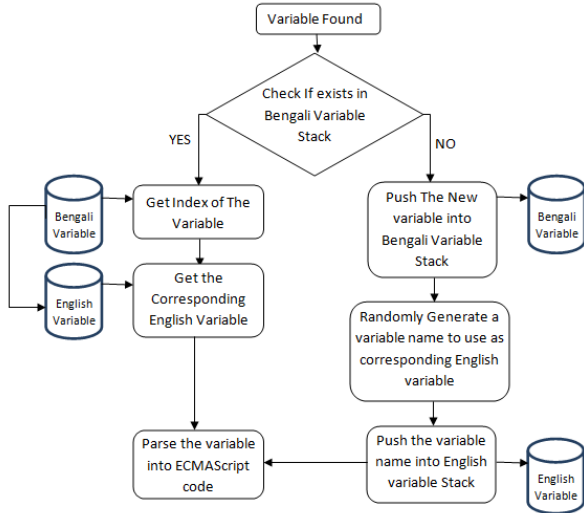 Variable Found
Check If exists in
Bengali Variable
Stack
YES
NO
Bengali
Variable
Get Index of The
Variable
Push The New
variable into
Bengali Variable
Stack
Bengali
Variable
English
Variable
Get the
Corresponding
English Variable
Randomly Generate a
variable name to use as
corresponding English
variable
Parse the variable
into ECMAScript
code
Push the variable
name into English
variable Stack
English
Variable